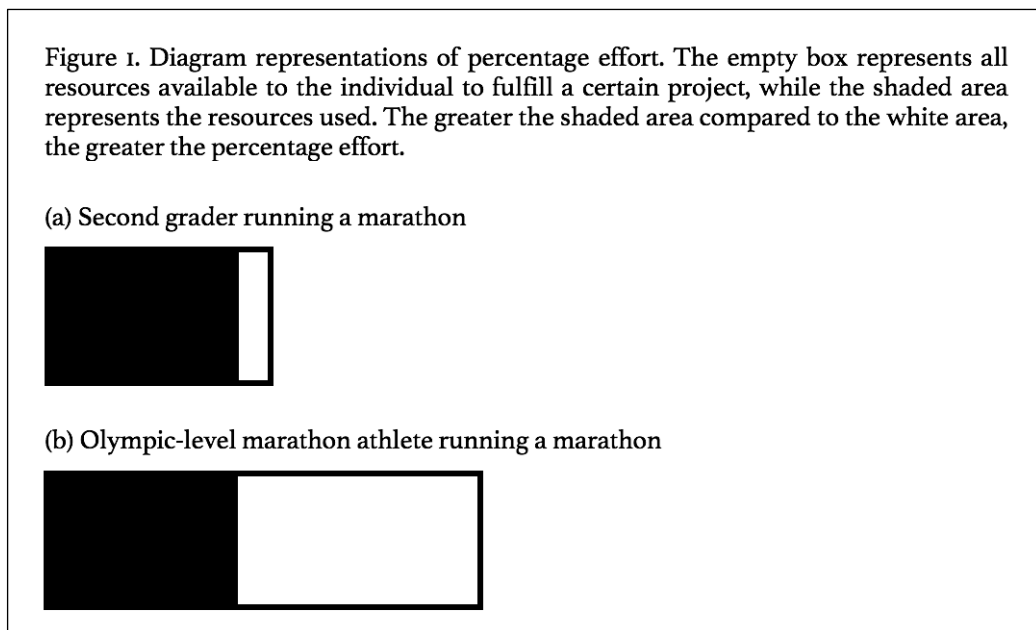 Figure 1. Diagram representations of percentage effort. The empty box represents all
resources available to the individual to fulfill a certain project, while the shaded area
represents the resources used. The greater the shaded area compared to the white area,
the greater the percentage effort.
(a) Second grader running a marathon
(b) Olympic-level marathon athlete running a marathon